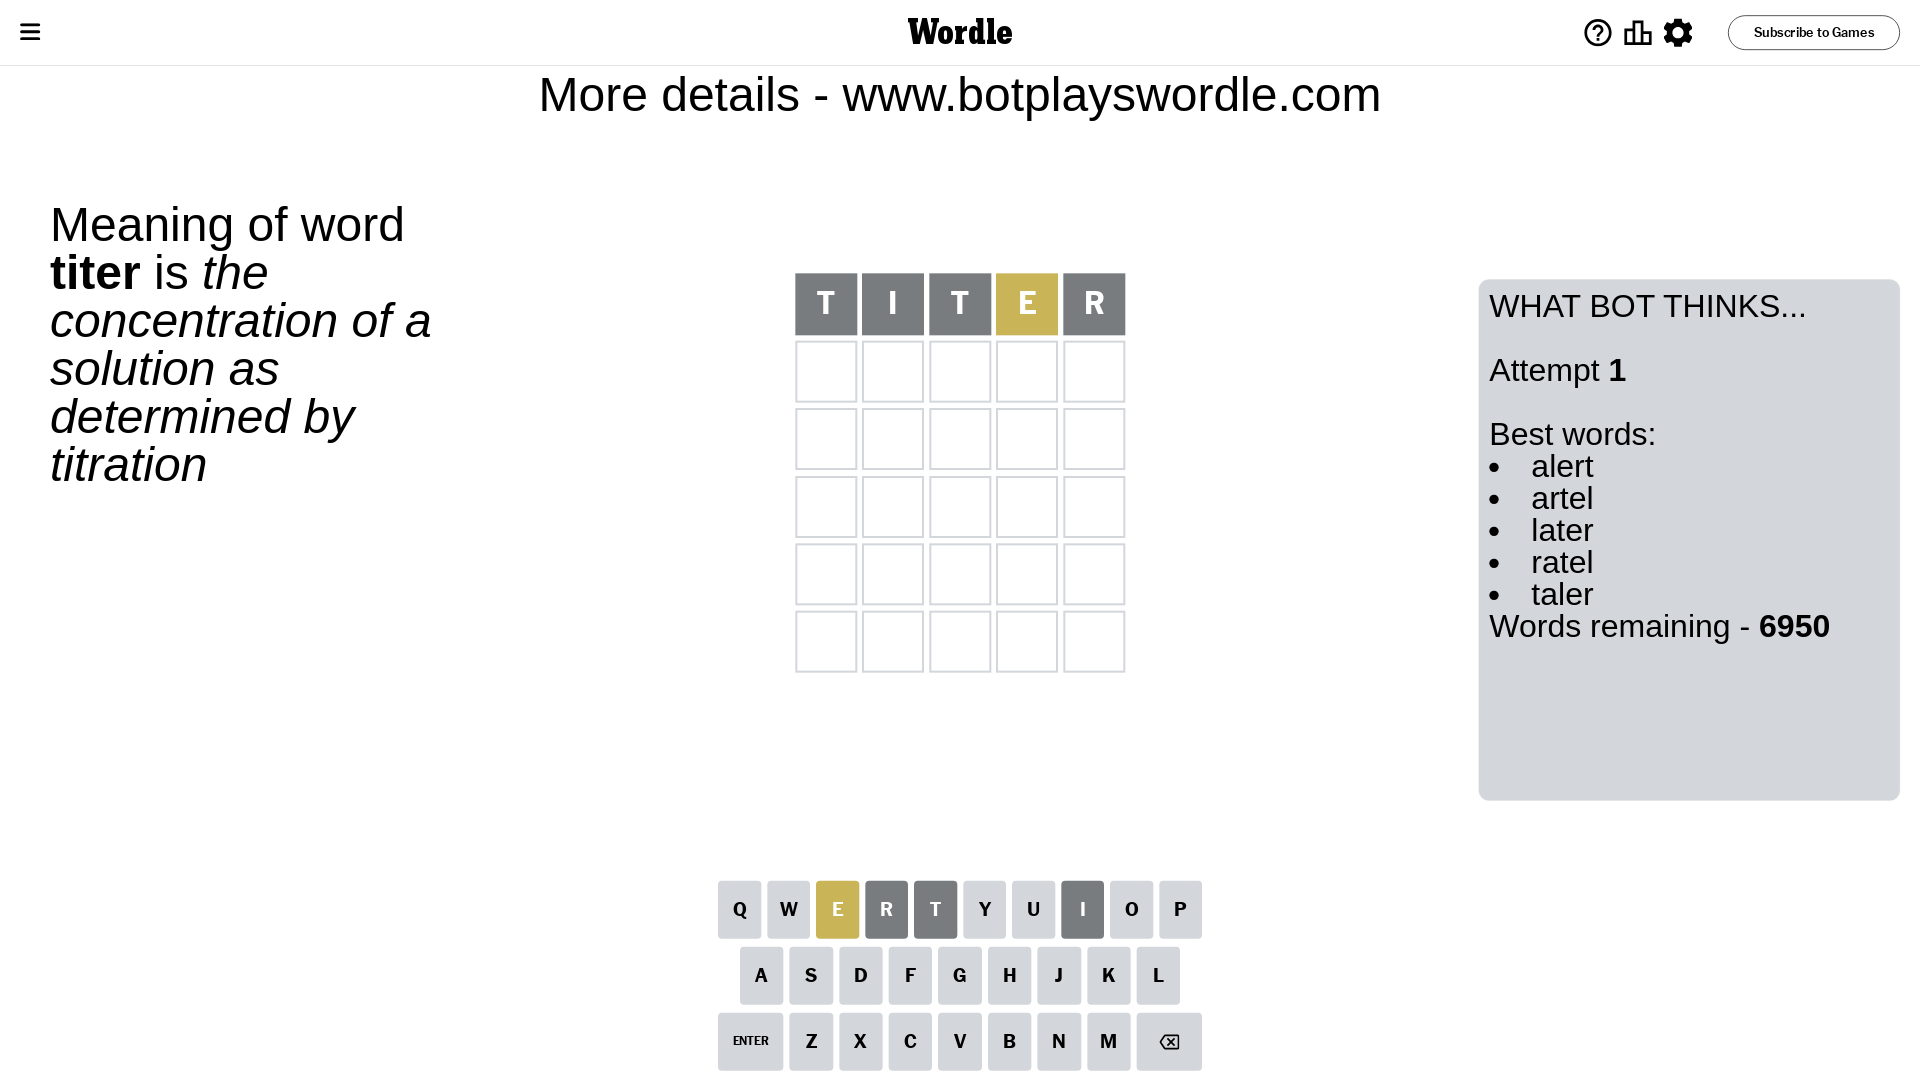 Wordle
Subscribe to Games
More details - www.botplayswordle.com
Meaning of word
titer is the
concentration of a
solution as
determined by
titration
T I T E R
WHAT BOT THINKS...
Attempt 1
Best words:
• alert
• artel
• later
• ratel
• taler
Words remaining - 6950
Q W E R T Y U I O P
A S D F G H J K L
ENTER Z X C V B N M